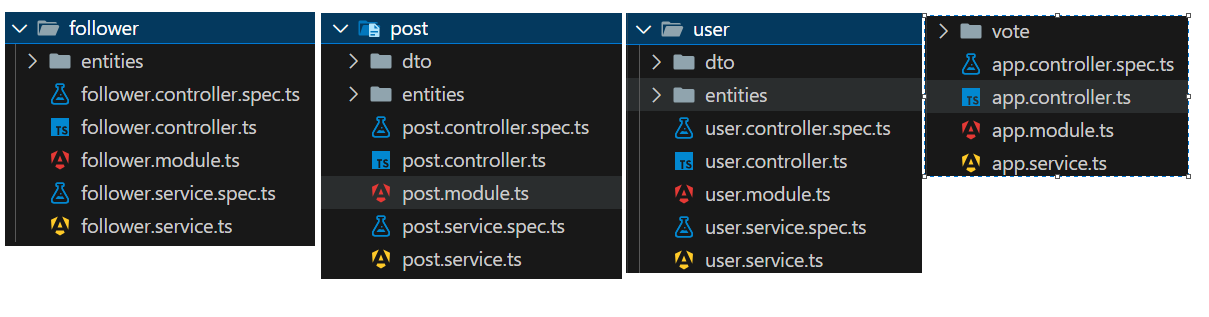 follower
entities
follower.controller.spec.ts
follower.controller.ts
follower.module.ts
follower.service.spec.ts
follower.service.ts
post
dto
entities
post.controller.spec.ts
post.controller.ts
post.module.ts
post.service.spec.ts
post.service.ts
user
dto
entities
user.controller.spec.ts
user.controller.ts
user.module.ts
user.service.spec.ts
user.service.ts
vote
app.controller.spec.ts
app.controller.ts
app.module.ts
app.service.ts